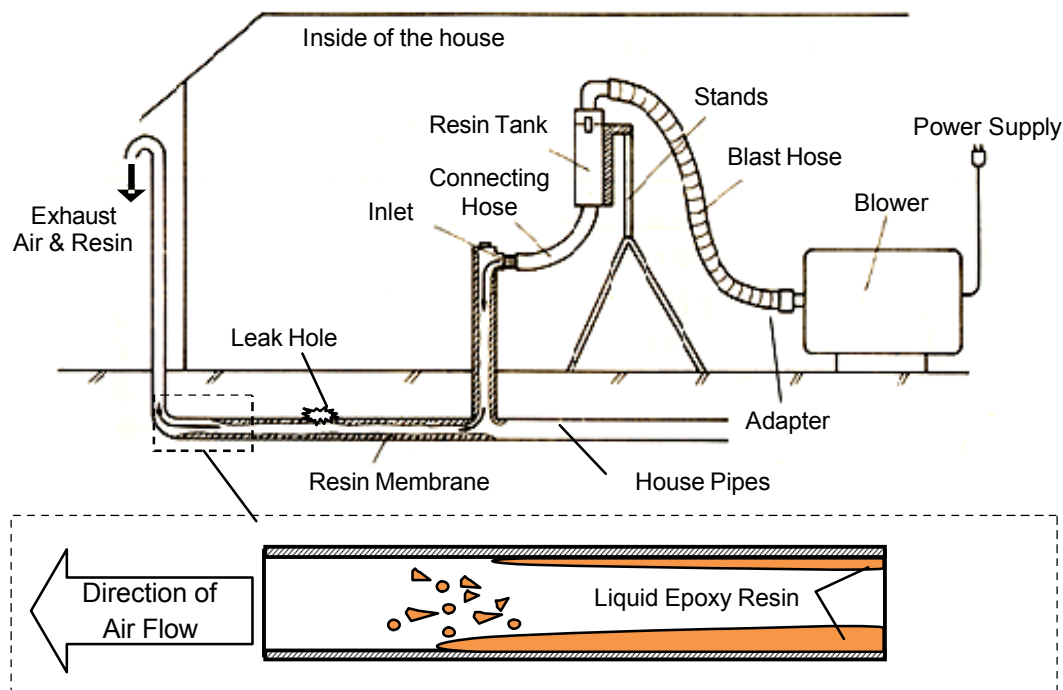 Inside of the house
Stands
Power Supply
Resin Tank
Blast Hose
Connecting
Hose
Blower
Inlet
Exhaust
Air & Resin
Leak Hole
Adapter
Resin Membrane
House Pipes
Direction of
Air Flow
Liquid Epoxy Resin